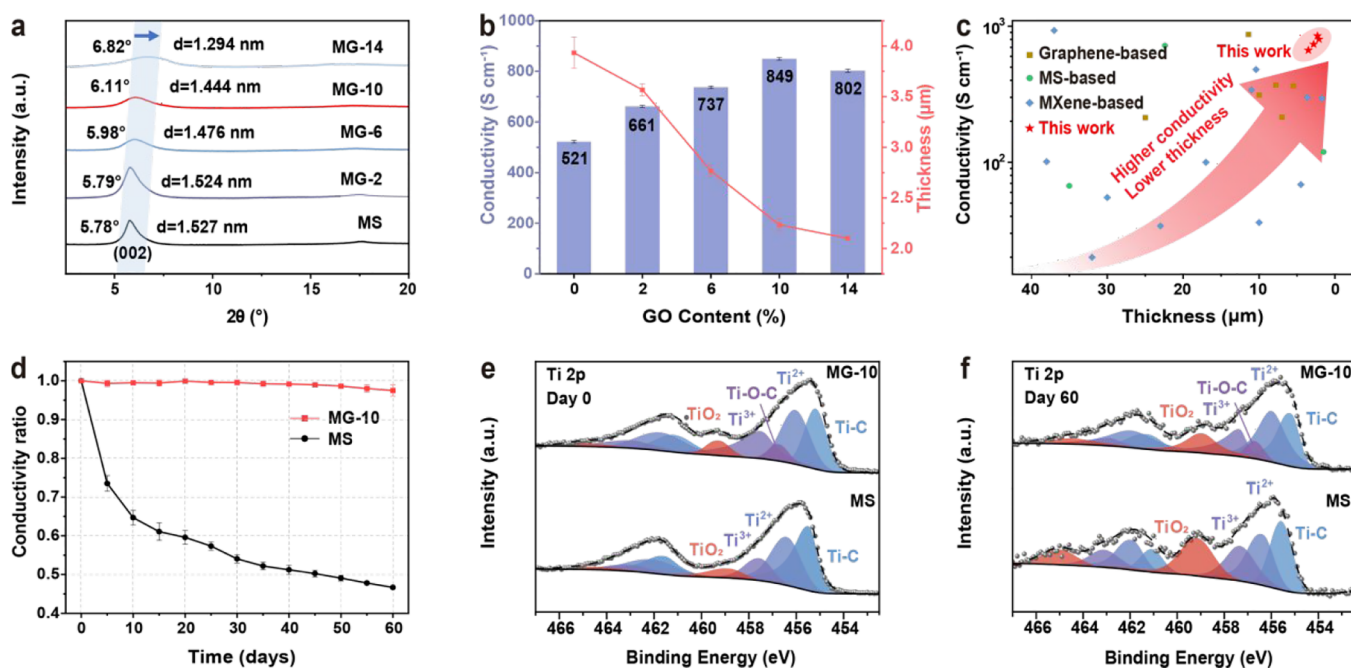 a
Intensity (a.u.)
6.82°
d=1.294 nm
MG-14
6.11°
d=1.444 nm
MG-10
5.98°
d=1.476 nm
MG-6
5.79°
d=1.524 nm
MG-2
5.78°
d=1.527 nm
MS
(002)
5
10
15
20
2θ (°)
b
Conductivity (S cm⁻¹)
1000
800
600
400
200
0
521
661
737
849
802
4.0
3.5
3.0
2.5
2.0
Thickness (μm)
0
2
6
10
14
GO Content (%)
c
Conductivity (S cm⁻¹)
10³
10²
Graphene-based
MS-based
MXene-based
This work
This work
Higher conductivity
Lower thickness
40
30
20
10
0
Thickness (μm)
d
Conductivity ratio
1.0
0.9
0.8
0.7
0.6
0.5
0.4
MG-10
MS
0
10
20
30
40
50
60
Time (days)
e
Intensity (a.u.)
Ti 2p
Day 0
MG-10
TiO₂
Ti³⁺
Ti-O-C
Ti²⁺
Ti-C
MS
TiO₂
Ti³⁺
Ti²⁺
Ti-C
466
464
462
460
458
456
454
Binding Energy (eV)
f
Intensity (a.u.)
Ti 2p
Day 60
MG-10
TiO₂
Ti³⁺
Ti-O-C
Ti²⁺
Ti-C
MS
TiO₂
Ti³⁺
Ti²⁺
Ti-C
466
464
462
460
458
456
454
Binding Energy (eV)